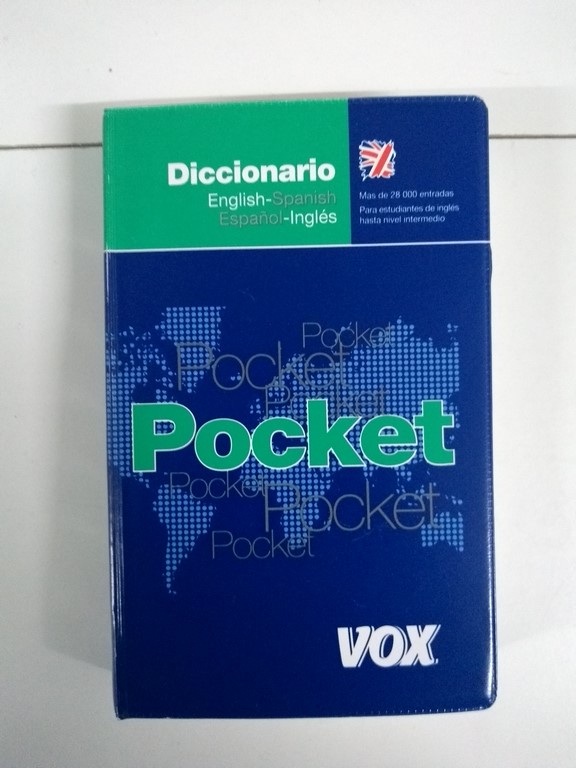 Diccionario
English-Spanish
Español-Inglés
Mas de 28 000 entradas
Para estudiantes de inglés
hasta nivel intermedio
Pocket
Pocket
Pocket
Pocket
Pocket
Pocket
Pocket
VOX